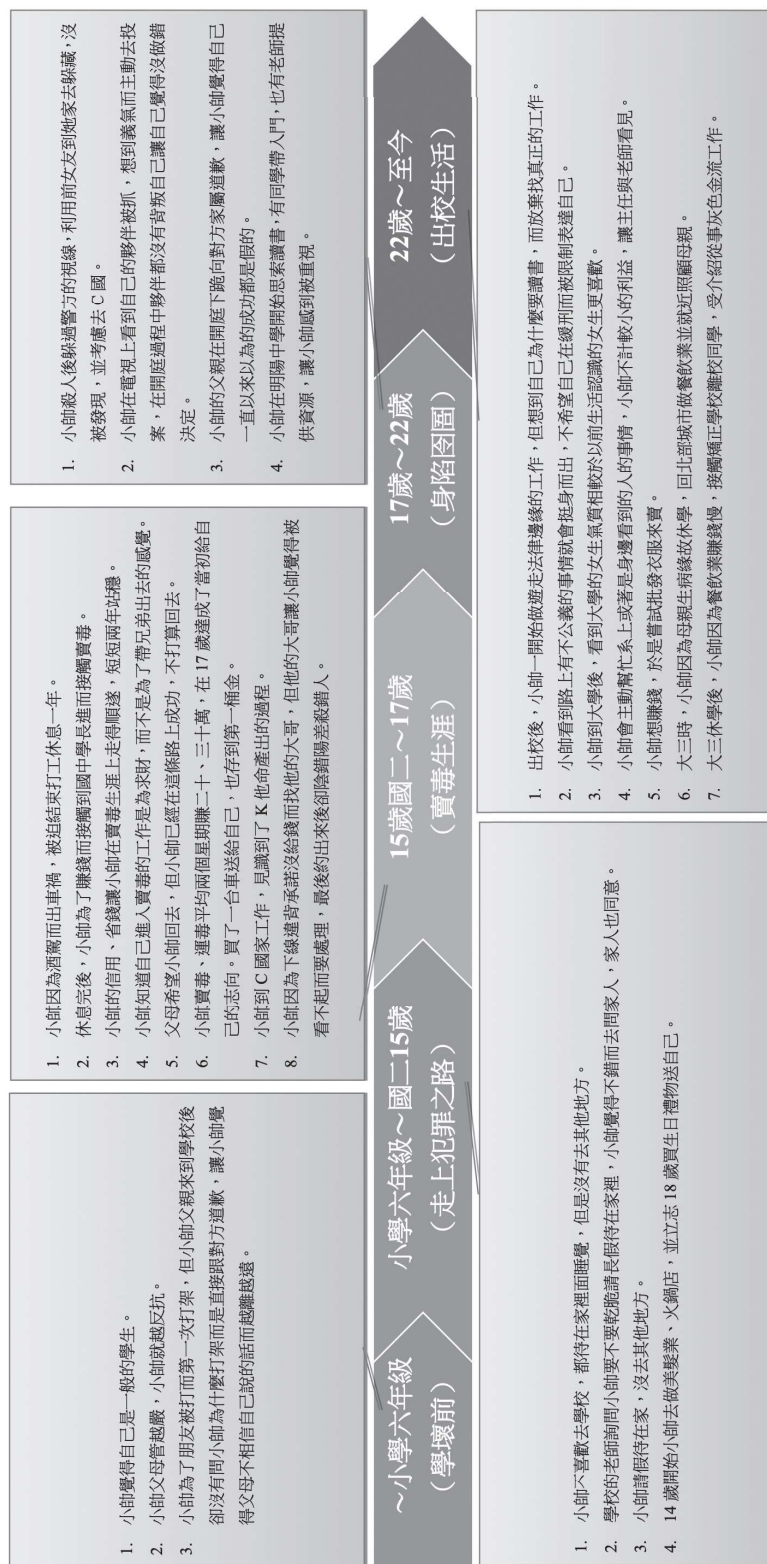 1. 小帥覺得自己是一般的學生。
2. 小帥父母管越嚴,小帥就越反抗。
3. 小帥為了朋友被打而第一次打架,但小帥父親來到學校後
卻沒有問小帥為什麼打架而是直接跟對方道歉,讓小帥覺
得父母不相信自己說的話而越離越遠。
1. 小帥因為酒駕而出車禍,被迫結束打工休息一年。
2. 休息完後,小帥為了賺錢而接觸到國中學長進而接觸賣毒。
3. 小帥的信用、省錢讓小帥在賣毒生涯上走得順遂,短短兩年站穩。
4. 小帥知道自己進入賣毒的工作是為求財,而不是為了帶兄弟出去的感覺。
5. 父母希望小帥回去,但小帥已經在這條路上成功,不打算回去。
6. 小帥賣毒、運毒平均兩個星期賺二十、三十萬,在 17 歲達成了當初給自
己的志向。買了一台車送給自己,也存到第一桶金。
7. 小帥到 C 國家工作,見識到了 K 他命產出的過程。
8. 小帥因為下線違背承諾沒給錢而找他的大哥,但他的大哥讓小帥覺得被
看不起而要處理,最後約出來後卻陰錯陽差殺錯人。
1. 小帥殺人後躲過警方的視線,利用前女友到她家去躲藏,沒
被發現,並考慮去 C 國。
2. 小帥在電視上看到自己的夥伴被抓,想到義氣而主動去投
案,在開庭過程中夥伴都沒有背叛自己讓自己覺得沒做錯
決定。
3. 小帥的父親在開庭下跪向對方家屬道歉,讓小帥覺得自己
一直以來以為的成功都是假的。
4. 小帥在明陽中學開始思索讀書,有同學帶入門,也有老師提
供資源,讓小帥感到被重視。
~小學六年級
(學壞前)
小學六年級~國二15歲
(走上犯罪之路)
15歲國二~17歲
(賣毒生涯)
17歲~22歲
(身陷囹圄)
22歲~至今
(出校生活)
1. 小帥不喜歡去學校,都待在家裡面睡覺,但是沒有去其他地方。
2. 學校的老師詢問小帥要不要乾脆請長假待在家裡,小帥覺得不錯而去問家人,家人也同意。
3. 小帥請假待在家,沒去其他地方。
4. 14 歲開始小帥去做美髮業、火鍋店,並立志 18 歲買生日禮物送自己。
1. 出校後,小帥一開始做遊走法律邊緣的工作,但想到自己為什麼要讀書,而放棄找真正的工作。
2. 小帥看到路上有不公義的事情就會挺身而出,不希望自己在緩刑而被限制表達自己。
3. 小帥到大學後,看到大學的女生氣質相較於以前生活認識的女生更喜歡。
4. 小帥會主動幫忙系上或者是身邊看到的人的事情,小帥不計較小的利益,讓主任與老師看見。
5. 小帥想賺錢,於是嘗試批發衣服來賣。
6. 大三時,小帥因為母親生病緣故休學,回北部城市做餐飲業並就近照顧母親。
7. 大三休學後,小帥因為餐飲業賺錢慢,接觸矯正學校離校同學,受介紹從事灰色金流工作。